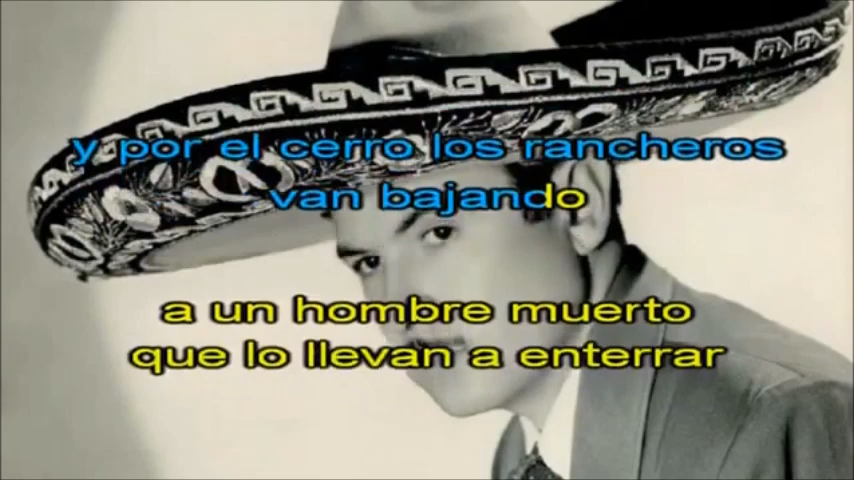 y por el cerro los rancheros
van bajando
a un hombre muerto
que lo llevan a enterrar